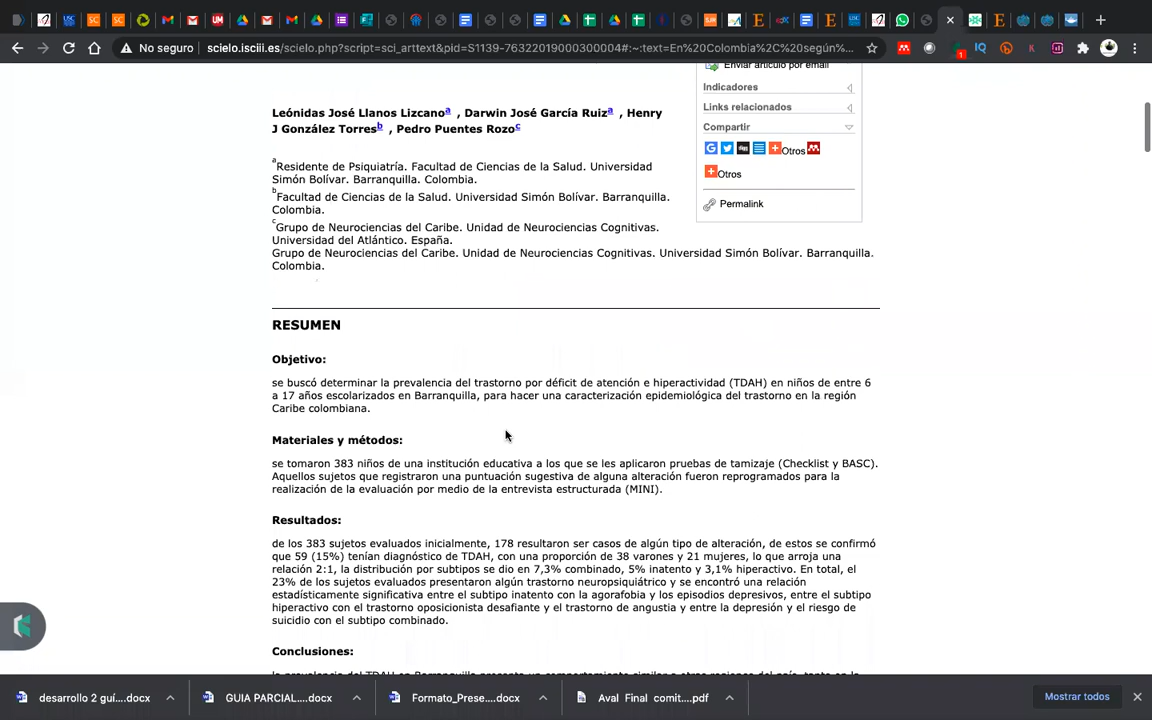 No seguro
scielo.isciii.es/scielo.php?script=sci_arttext&pid=S1139-76322019000300004#:~:text=En%20Colombia%2C%20según%...
Enviar artículo por email
Indicadores
Links relacionados
Compartir
Otros
Otros
Permalink
Leónidas José Llanos Lizcanoa , Darwin José García Ruiza , Henry
J González Torresb , Pedro Puentes Rozoc
aResidente de Psiquiatría. Facultad de Ciencias de la Salud. Universidad
Simón Bolívar. Barranquilla. Colombia.
bFacultad de Ciencias de la Salud. Universidad Simón Bolívar. Barranquilla.
Colombia.
cGrupo de Neurociencias del Caribe. Unidad de Neurociencias Cognitivas.
Universidad del Atlántico. España.
Grupo de Neurociencias del Caribe. Unidad de Neurociencias Cognitivas. Universidad Simón Bolívar. Barranquilla.
Colombia.
RESUMEN
Objetivo:
se buscó determinar la prevalencia del trastorno por déficit de atención e hiperactividad (TDAH) en niños de entre 6
a 17 años escolarizados en Barranquilla, para hacer una caracterización epidemiológica del trastorno en la región
Caribe colombiana.
Materiales y métodos:
se tomaron 383 niños de una institución educativa a los que se les aplicaron pruebas de tamizaje (Checklist y BASC).
Aquellos sujetos que registraron una puntuación sugestiva de alguna alteración fueron reprogramados para la
realización de la evaluación por medio de la entrevista estructurada (MINI).
Resultados:
de los 383 sujetos evaluados inicialmente, 178 resultaron ser casos de algún tipo de alteración, de estos se confirmó
que 59 (15%) tenían diagnóstico de TDAH, con una proporción de 38 varones y 21 mujeres, lo que arroja una
relación 2:1, la distribución por subtipos se dio en 7,3% combinado, 5% inatento y 3,1% hiperactivo. En total, el
23% de los sujetos evaluados presentaron algún trastorno neuropsiquiátrico y se encontró una relación
estadísticamente significativa entre el subtipo inatento con la agorafobia y los episodios depresivos, entre el subtipo
hiperactivo con el trastorno oposicionista desafiante y el trastorno de angustia y entre la depresión y el riesgo de
suicidio con el subtipo combinado.
Conclusiones:
desarrollo 2 guí....docx
GUIA PARCIAL....docx
Formato_Prese....docx
Aval Final comit....pdf
Mostrar todos